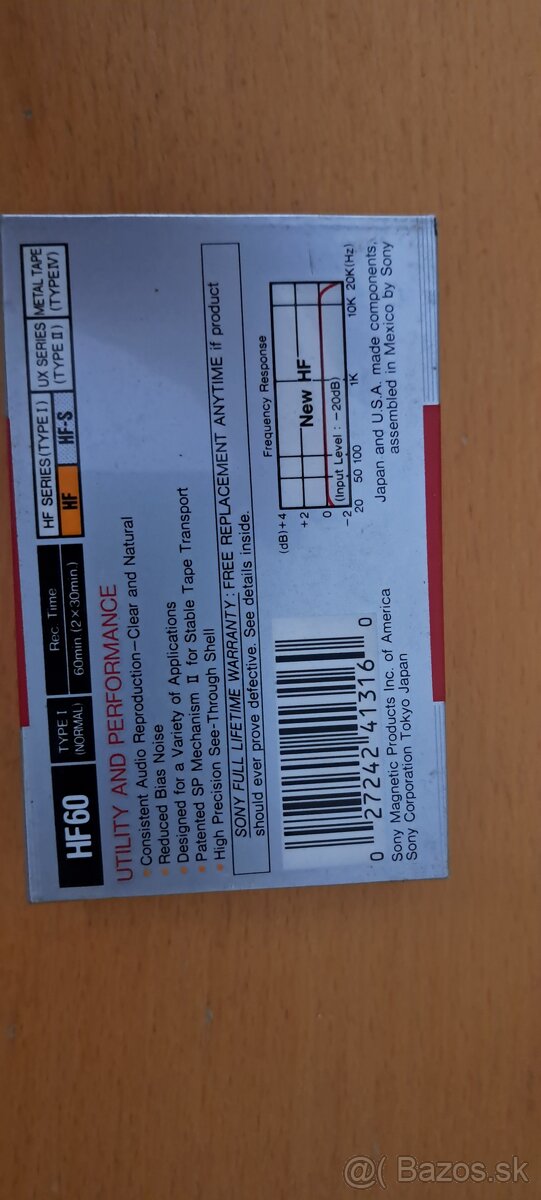 HF60
TYPE I
(NORMAL)
Rec. Time
60min.(2×30min.)
HF SERIES(TYPE I)
HF
HF-S
UX SERIES
(TYPE II)
METAL TAPE
(TYPE IV)
UTILITY AND PERFORMANCE
• Consistent Audio Reproduction–Clear and Natural
• Reduced Bias Noise
• Designed for a Variety of Applications
• Patented SP Mechanism II for Stable Tape Transport
• High Precision See-Through Shell
SONY FULL LIFETIME WARRANTY: FREE REPLACEMENT ANYTIME if product
should ever prove defective. See details inside.
Frequency Response
(dB)+4
+2
0
−2
New HF
(Input Level : −20dB)
20 50 100 1K 10K 20K(Hz)
0 27242 41316 0
Sony Magnetic Products Inc. of America
Sony Corporation Tokyo Japan
Japan and U.S.A. made components,
assembled in Mexico by Sony
@( Bazos.sk